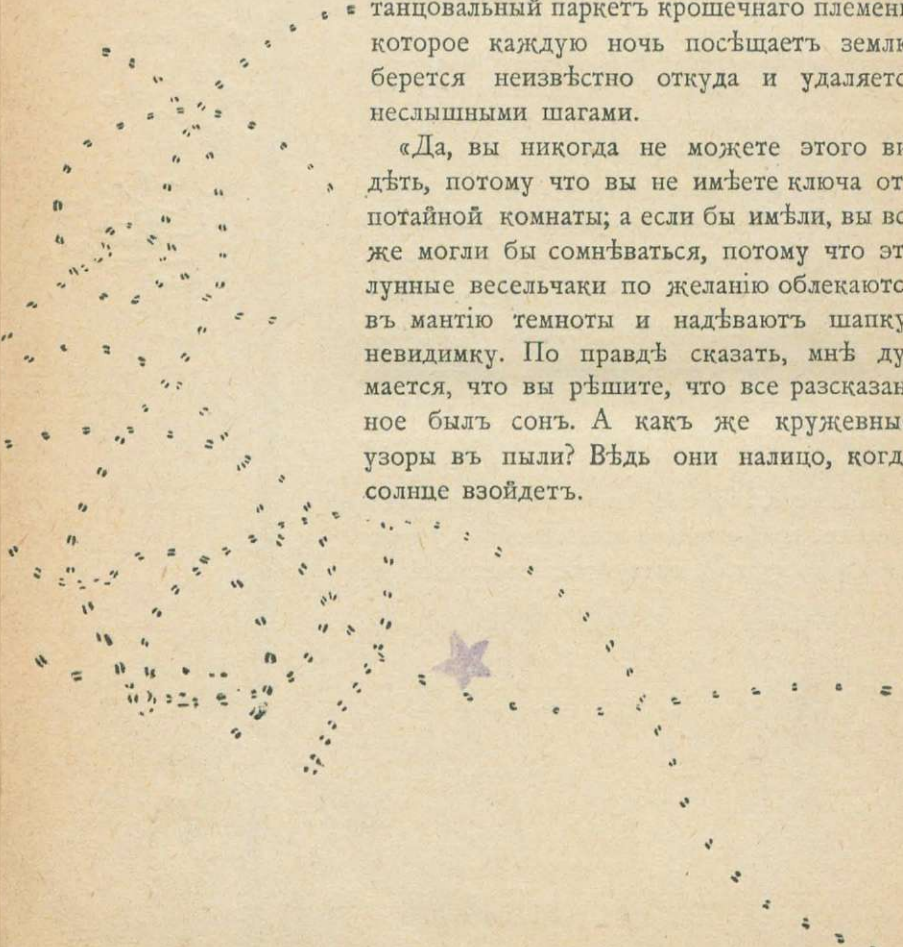 танцовальный паркетъ крошечнаго племени
которое каждую ночь посѣщаетъ землю
берется неизвѣстно откуда и удаляетс
неслышными шагами.
«Да, вы никогда не можете этого ви
дѣть, потому что вы не имѣете ключа от
потайной комнаты; а если бы имѣли, вы вс
же могли бы сомнѣваться, потому что эт
лунные весельчаки по желанію облекаютс
въ мантію темноты и надѣваютъ шапку
невидимку. По правдѣ сказать, мнѣ ду
мается, что вы рѣшите, что все разсказан
ное былъ сонъ. А какъ же кружевны
узоры въ пыли? Вѣдь они налицо, когд
солнце взойдетъ.